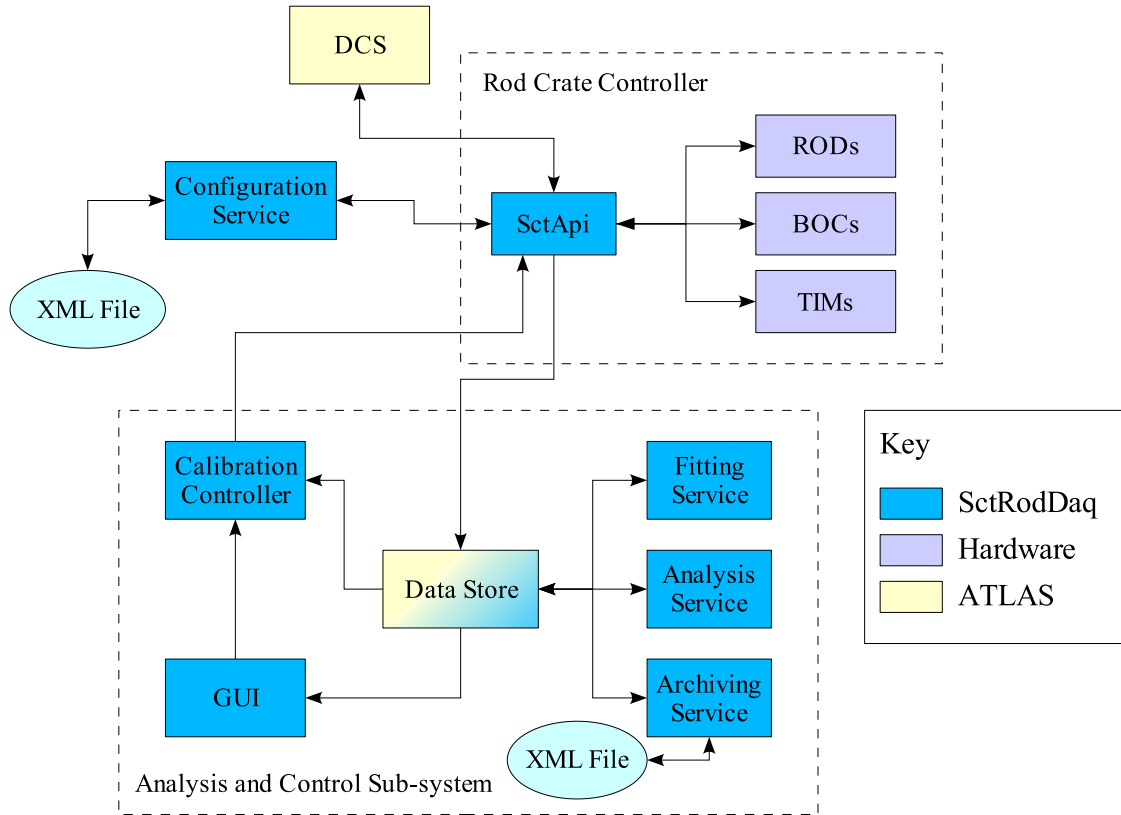 DCS
Rod Crate Controller
RODs
Configuration
Service
SctApi
BOCs
XML File
TIMs
Calibration
Controller
Fitting
Service
Key
SctRodDaq
Hardware
ATLAS
Data Store
Analysis
Service
GUI
Archiving
Service
XML File
Analysis and Control Sub-system